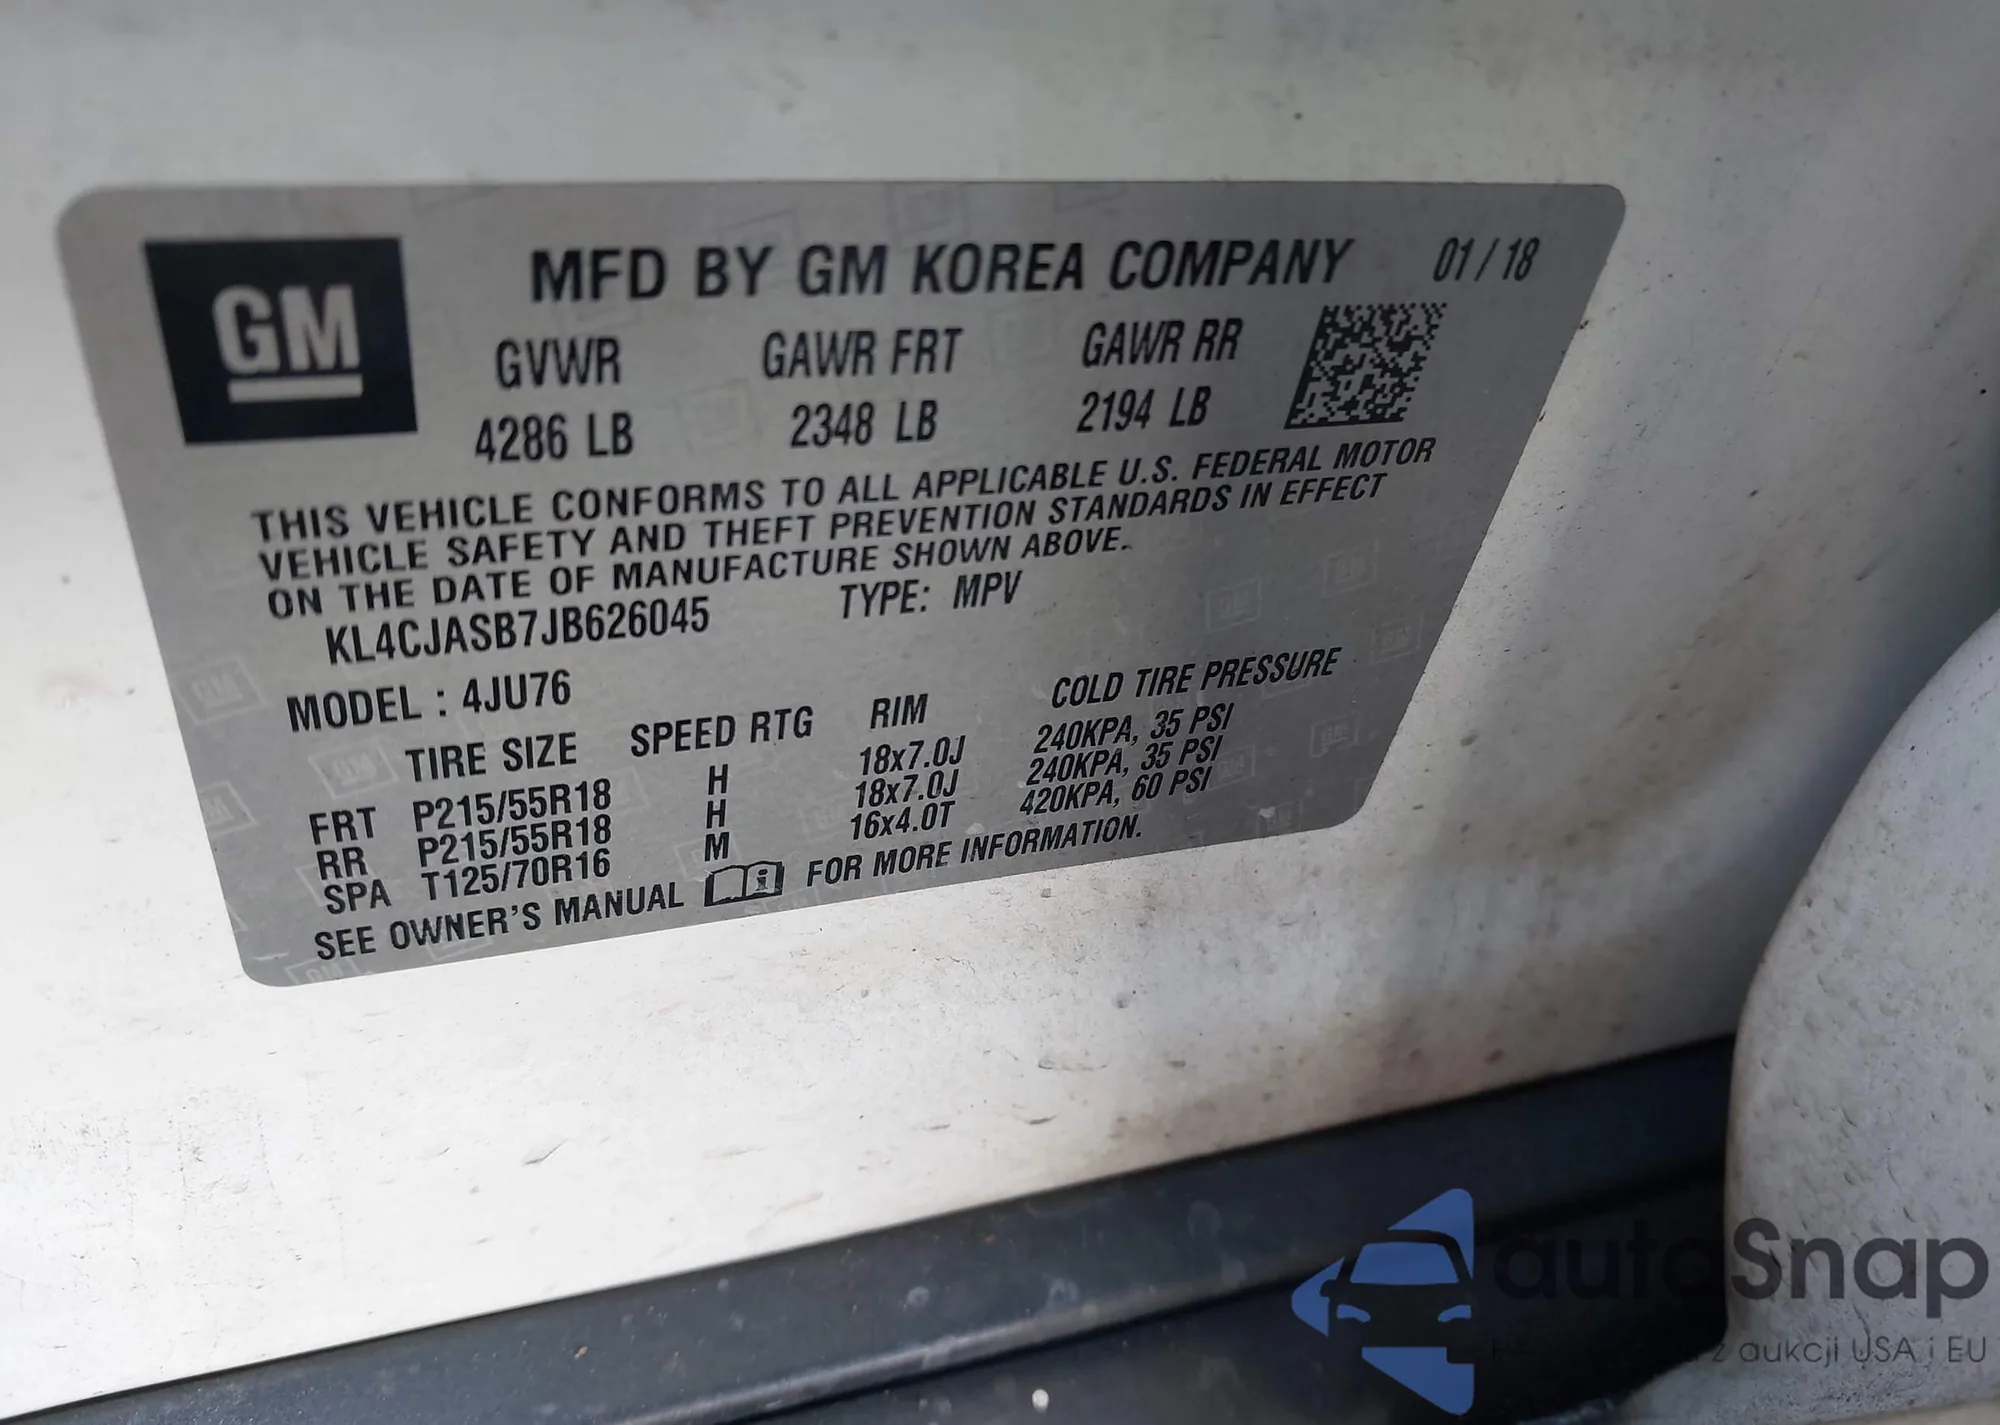 GM
MFD BY GM KOREA COMPANY 01/18
GVWR GAWR FRT GAWR RR
4286 LB 2348 LB 2194 LB
THIS VEHICLE CONFORMS TO ALL APPLICABLE U.S. FEDERAL MOTOR
VEHICLE SAFETY AND THEFT PREVENTION STANDARDS IN EFFECT
ON THE DATE OF MANUFACTURE SHOWN ABOVE.
KL4CJASB7JB626045 TYPE: MPV
MODEL : 4JU76
TIRE SIZE SPEED RTG RIM COLD TIRE PRESSURE
FRT P215/55R18 H 18x7.0J 240KPA, 35 PSI
RR P215/55R18 H 18x7.0J 240KPA, 35 PSI
SPA T125/70R16 M 16x4.0T 420KPA, 60 PSI
SEE OWNER'S MANUAL FOR MORE INFORMATION.
autoSnap
z aukcji USA i EU